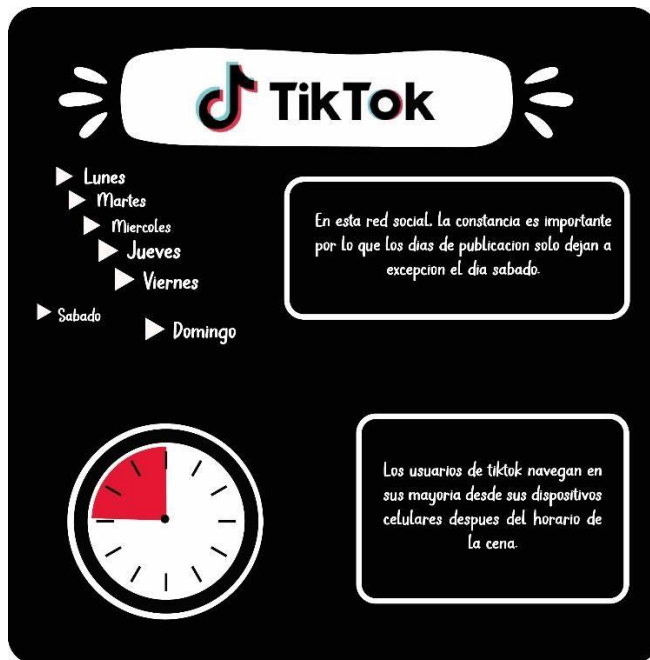 TikTok
Lunes
Martes
Miercoles
Jueves
Viernes
Sabado
Domingo
En esta red social, la constancia es importante
por lo que los dias de publicacion solo dejan a
excepcion el dia sabado.
Los usuarios de tiktok navegan en
sus mayoria desde sus dispositivos
celulares despues del horario de
la cena.